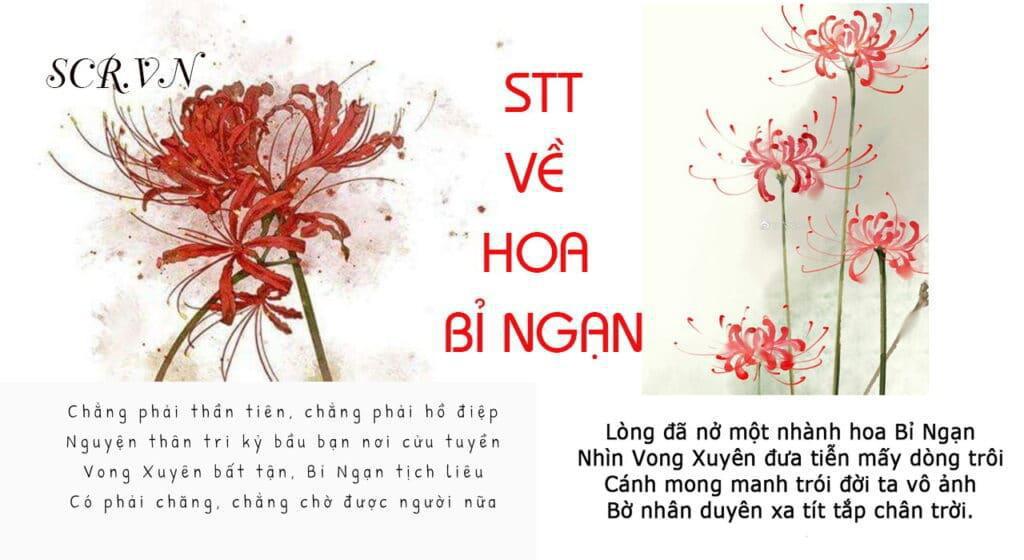 SCR.VN
STT
VỀ
HOA
BỈ NGẠN
Chẳng phải thần tiên, chẳng phải hồ điệp
Nguyện thân tri kỷ bầu bạn nơi cửu tuyền
Vong Xuyên bất tận, Bỉ Ngạn tịch liêu
Có phải chăng, chẳng chờ được người nữa
Lòng đã nở một nhành hoa Bỉ Ngạn
Nhìn Vong Xuyên đưa tiễn mấy dòng trôi
Cánh mong manh trói đời ta vô ảnh
Bờ nhân duyên xa tít tắp chân trời.